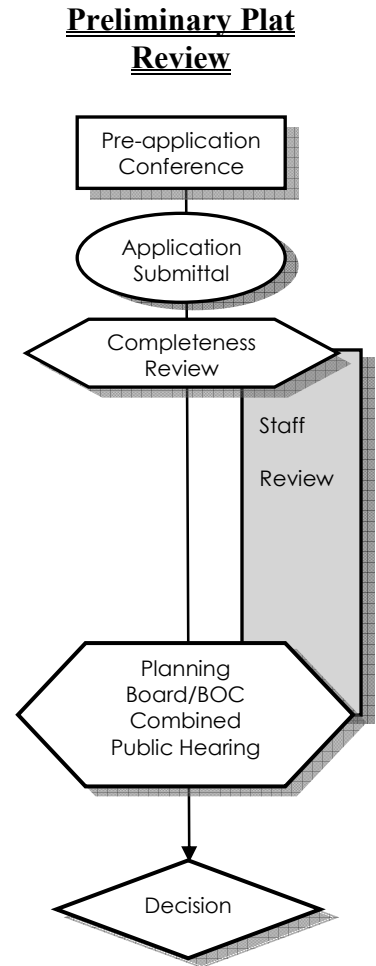 Preliminary Plat
Review
Pre-application
Conference
Application
Submittal
Completeness
Review
Staff
Review
Planning
Board/BOC
Combined
Public Hearing
Decision